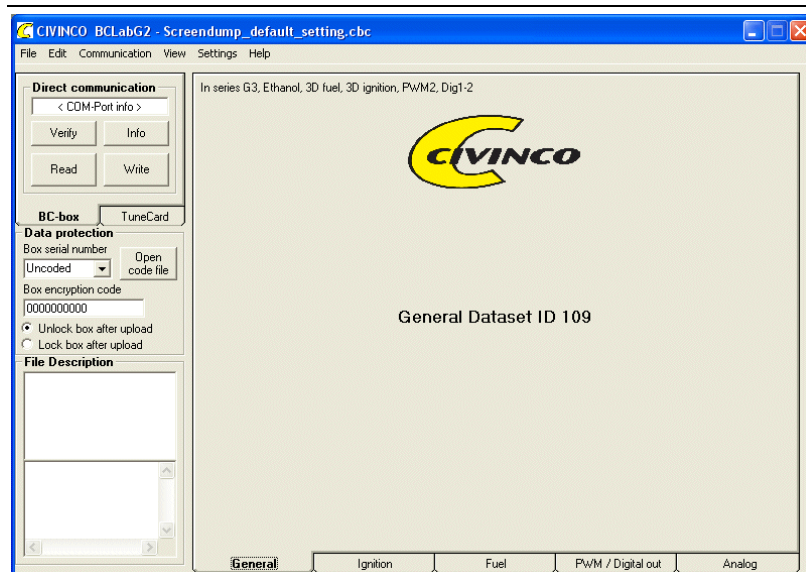 CIVINCO BCLabG2 - Screendump_default_setting.cbc
File Edit Communication View Settings Help
Direct communication
< COM-Port info >
Verify Info
Read Write
BC-box TuneCard
Data protection
Box serial number
Uncoded
Open
code file
Box encryption code
0000000000
Unlock box after upload
Lock box after upload
File Description
In series G3, Ethanol, 3D fuel, 3D ignition, PWM2, Dig1-2
CIVINCO
General Dataset ID 109
General Ignition Fuel PWM / Digital out Analog